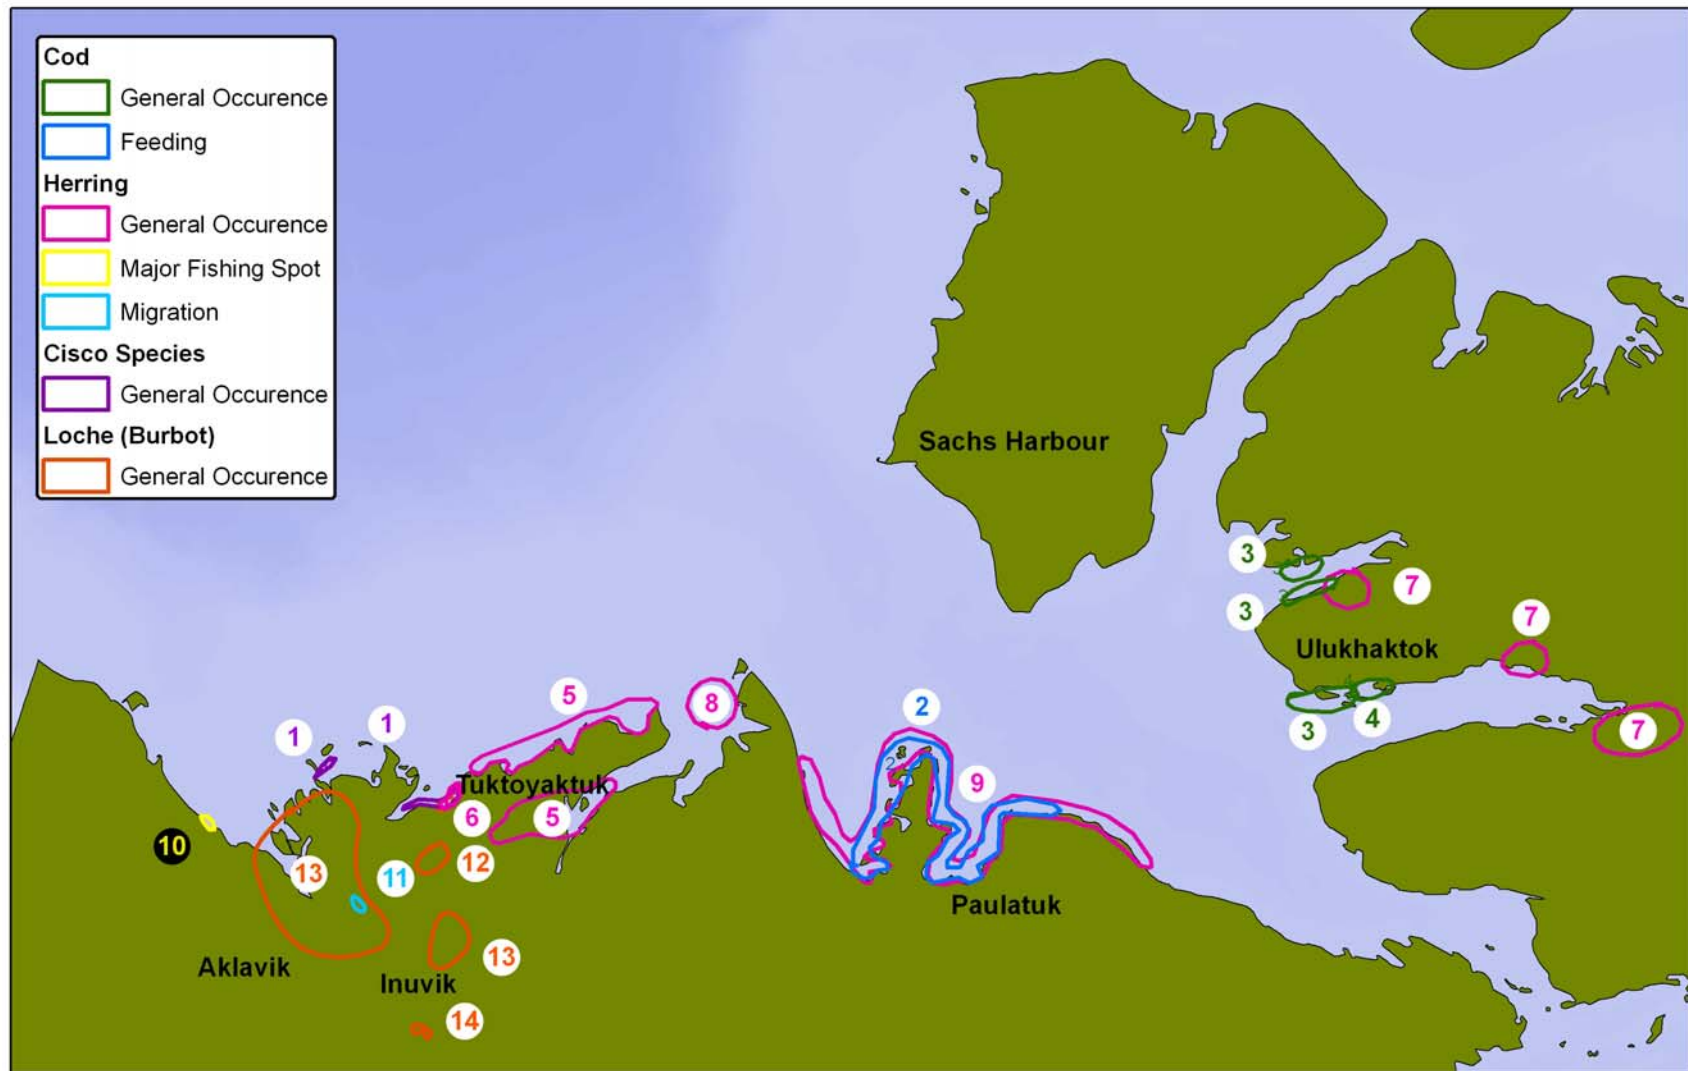 Cod
General Occurence
Feeding
Herring
General Occurence
Major Fishing Spot
Migration
Cisco Species
General Occurence
Loche (Burbot)
General Occurence
Sachs Harbour
3
7
3
7
Ulukhaktok
5
8
2
3
4
7
1
1
2
9
Tuktoyaktuk
6
5
10
13
11
12
Paulatuk
Aklavik
13
Inuvik
14